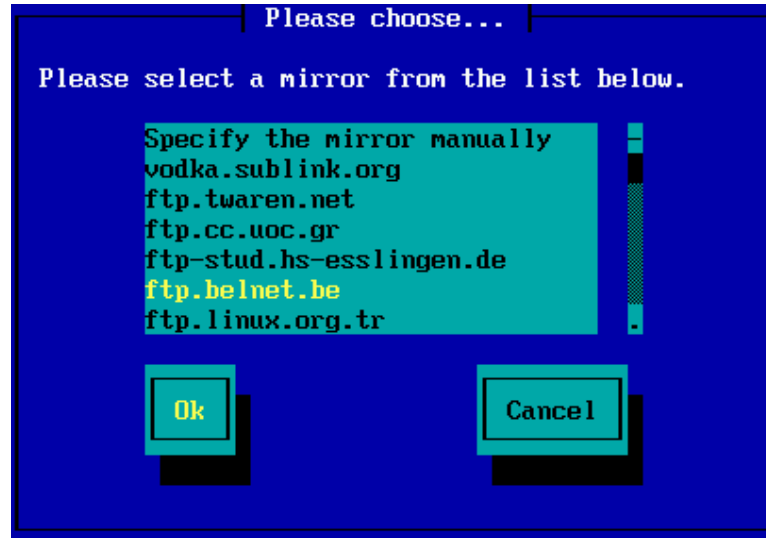 Please choose...
Please select a mirror from the list below.
Specify the mirror manually
vodka.sublink.org
ftp.twaren.net
ftp.cc.uoc.gr
ftp-stud.hs-esslingen.de
ftp.belnet.be
ftp.linux.org.tr
Ok Cancel